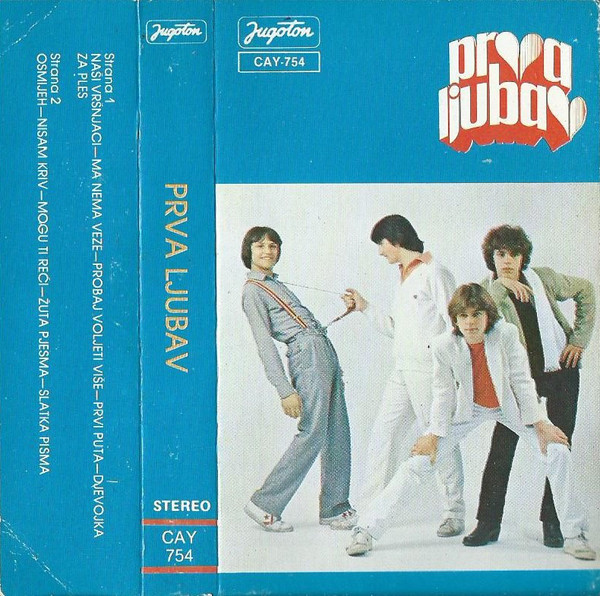 Strana 1
NAŠI VRŠNJACI—MA NEMA VEZE—PROBAJ VOLJETI VIŠE—PRVI PUTA—DJEVOJKA
ZA PLES
Strana 2
OSMIJEH—NISAM KRIV—MOGU TI REĆI—ŽUTA PJESMA—SLATKA PISMA
Jugoton
PRVA LJUBAV
STEREO
CAY
754
Jugoton
CAY-754
prva
ljubav